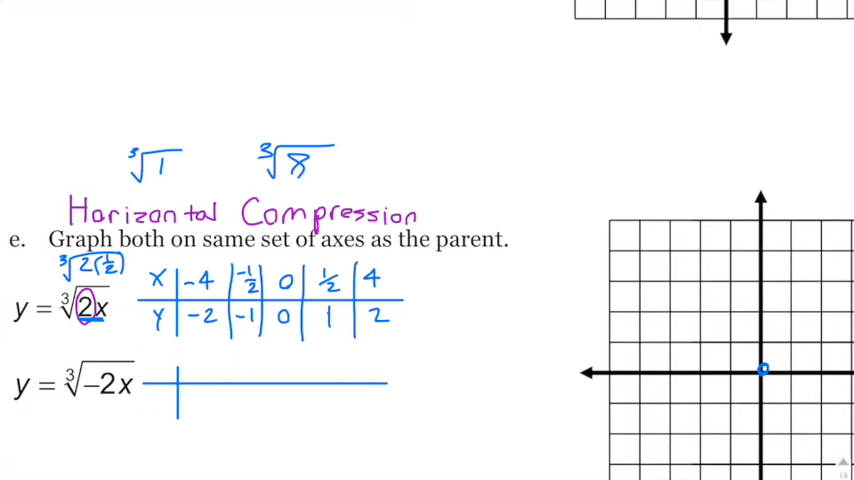 ∛1 ∛8
Horizontal Compression
e. Graph both on same set of axes as the parent.
∛2(½)
y = ∛2x
X | -4 | -½ | 0 | ½ | 4
Y | -2 | -1 | 0 | 1 | 2
y = ∛–2x
16